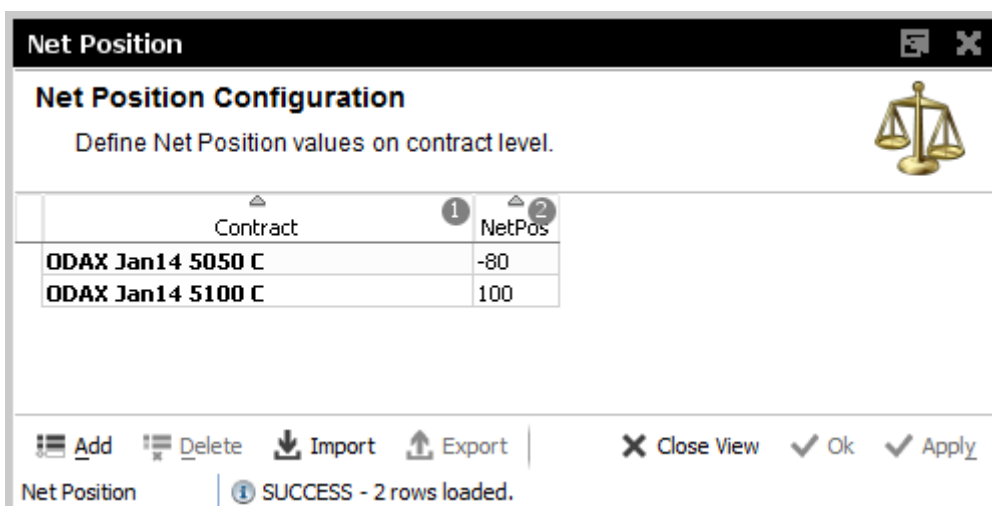 Net Position
Net Position Configuration
Define Net Position values on contract level.
Contract 1 NetPos 2
ODAX Jan14 5050 C -80
ODAX Jan14 5100 C 100
Add Delete Import Export Close View Ok Apply
Net Position SUCCESS - 2 rows loaded.